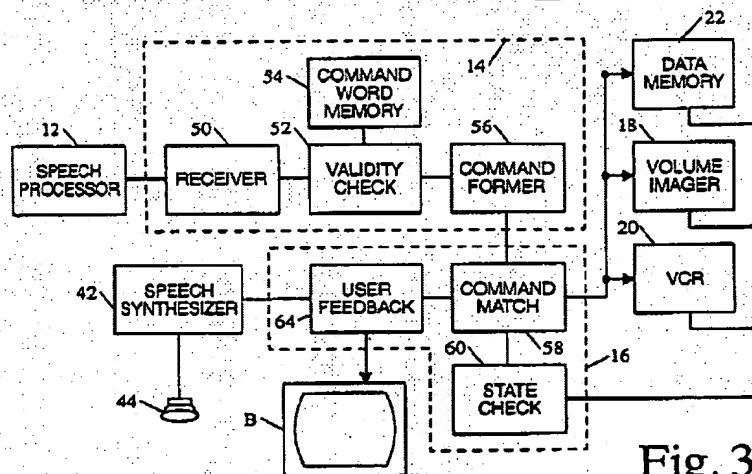 22
14
DATA
MEMORY
54
COMMAND
WORD
MEMORY
12
50
52
56
18
SPEECH
PROCESSOR
RECEIVER
VALIDITY
CHECK
COMMAND
FORMER
VOLUME
IMAGER
20
VCR
42
SPEECH
SYNTHESIZER
USER
FEEDBACK
64
COMMAND
MATCH
58
60
16
STATE
CHECK
44
B
Fig. 3